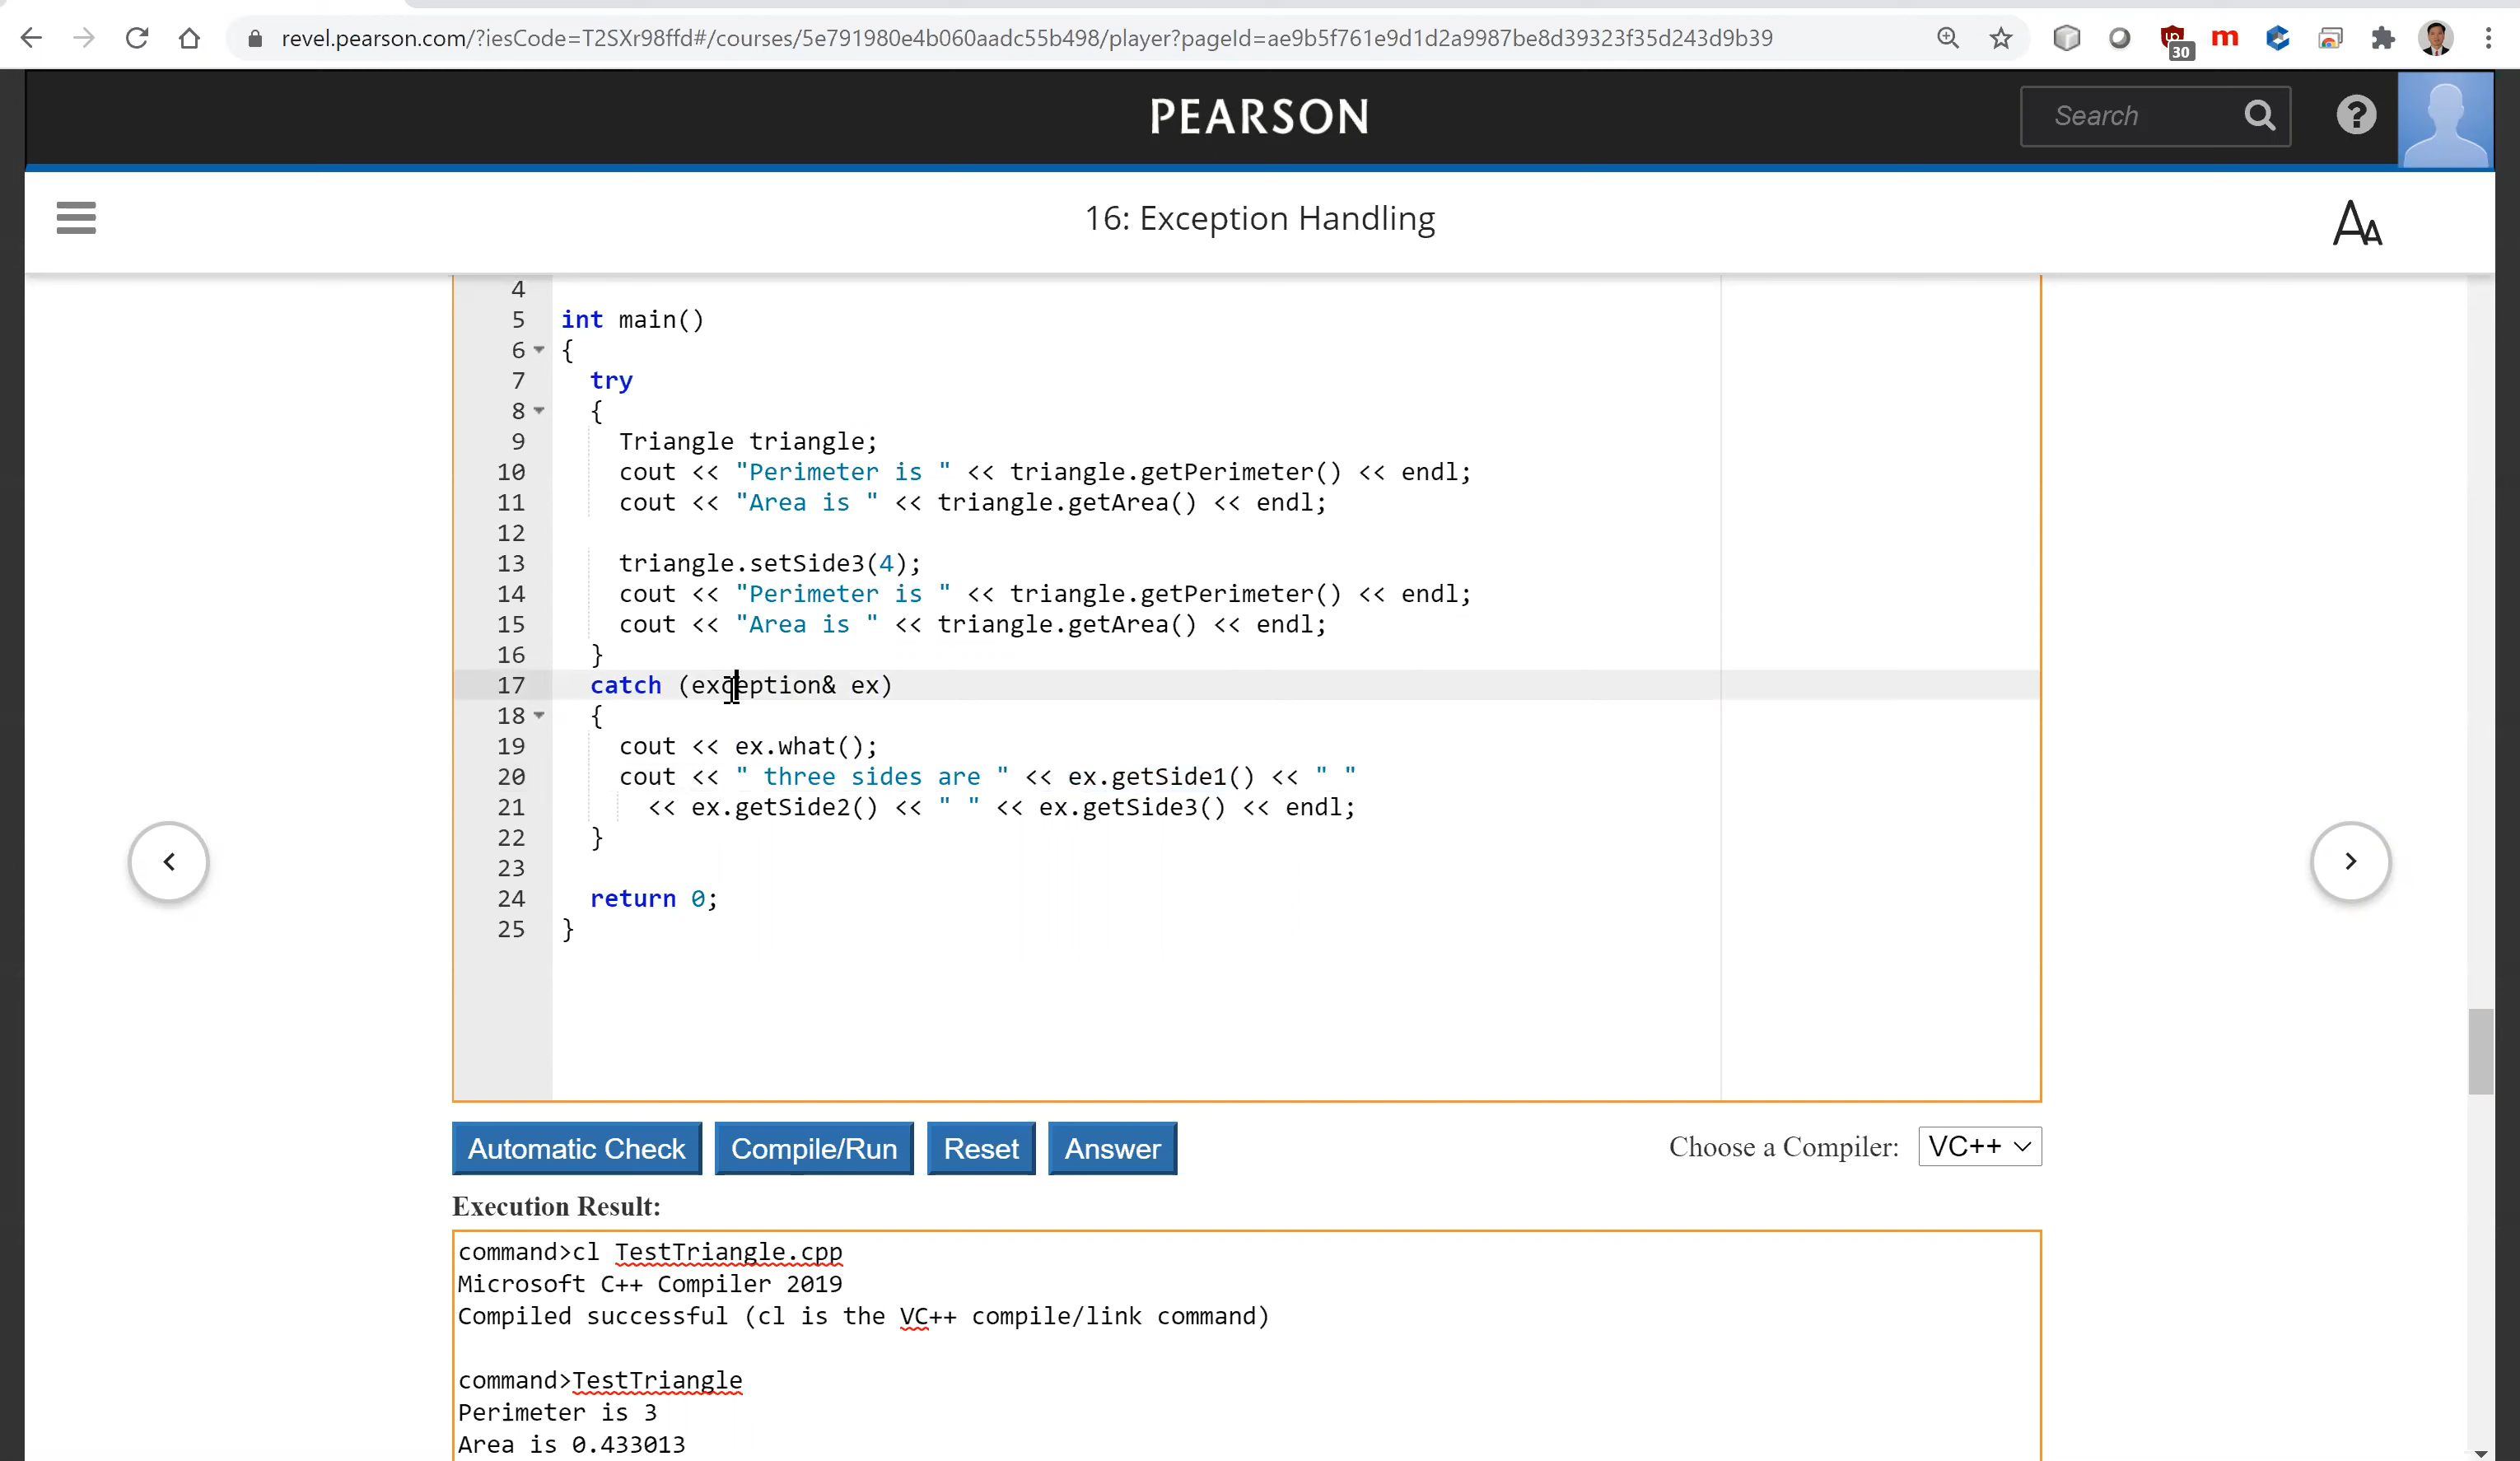 revel.pearson.com/?iesCode=T2SXr98ffd#/courses/5e791980e4b060aadc55b498/player?pageId=ae9b5f761e9d1d2a9987be8d39323f35d243d9b39
30
PEARSON
Search
16: Exception Handling
4
5 int main()
6 {
7 try
8 {
9 Triangle triangle;
10 cout << "Perimeter is " << triangle.getPerimeter() << endl;
11 cout << "Area is " << triangle.getArea() << endl;
12
13 triangle.setSide3(4);
14 cout << "Perimeter is " << triangle.getPerimeter() << endl;
15 cout << "Area is " << triangle.getArea() << endl;
16 }
17 catch (exception& ex)
18 {
19 cout << ex.what();
20 cout << " three sides are " << ex.getSide1() << " "
21 << ex.getSide2() << " " << ex.getSide3() << endl;
22 }
23
24 return 0;
25 }
Automatic Check Compile/Run Reset Answer Choose a Compiler: VC++
Execution Result:
command>cl TestTriangle.cpp
Microsoft C++ Compiler 2019
Compiled successful (cl is the VC++ compile/link command)
command>TestTriangle
Perimeter is 3
Area is 0.433013